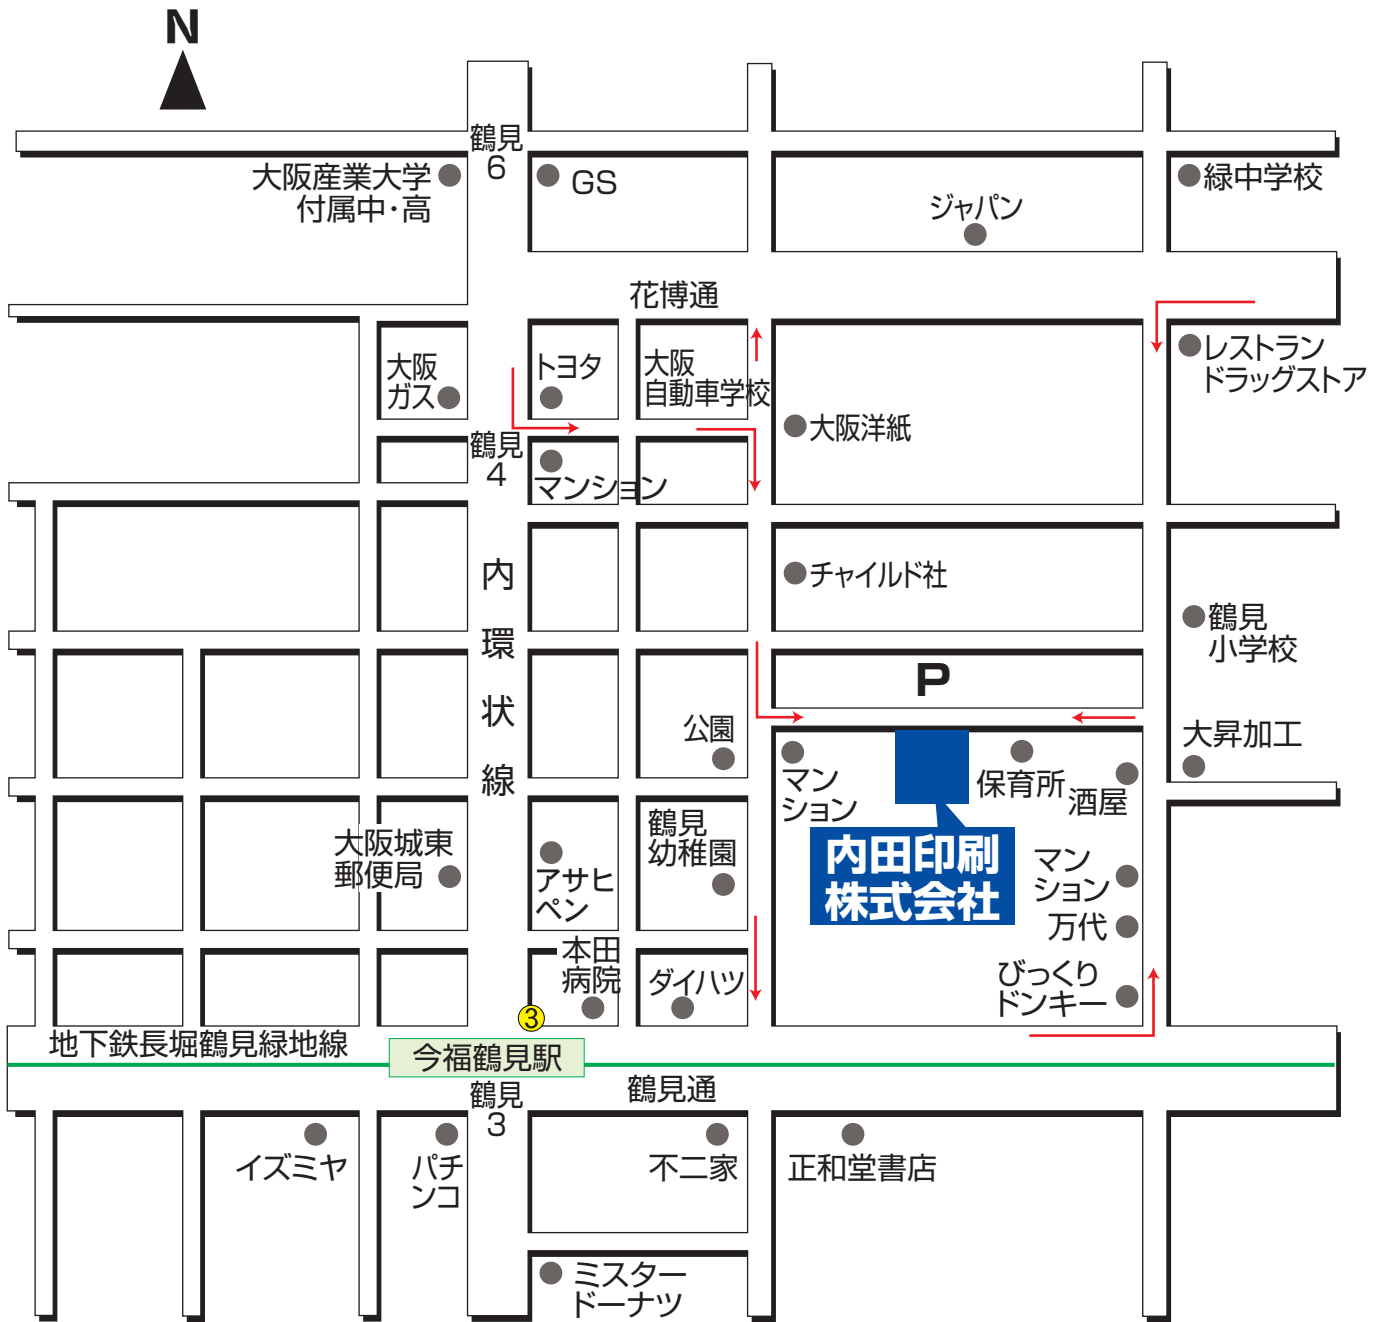 N
鶴見
6
大阪産業大学
付属中・高
GS
ジャパン
緑中学校
花博通
大阪
ガス
トヨタ
大阪
自動車学校
レストラン
ドラッグストア
大阪洋紙
鶴見
4
マンション
内
環
状
線
チャイルド社
鶴見
小学校
P
公園
大昇加工
マン
ション
保育所
酒屋
大阪城東
郵便局
アサヒ
ペン
鶴見
幼稚園
内田印刷
株式会社
マン
ション
万代
本田
病院
ダイハツ
びっくり
ドンキー
3
地下鉄長堀鶴見緑地線
今福鶴見駅
鶴見
3
鶴見通
イズミヤ
パチ
ンコ
不二家
正和堂書店
ミスター
ドーナツ